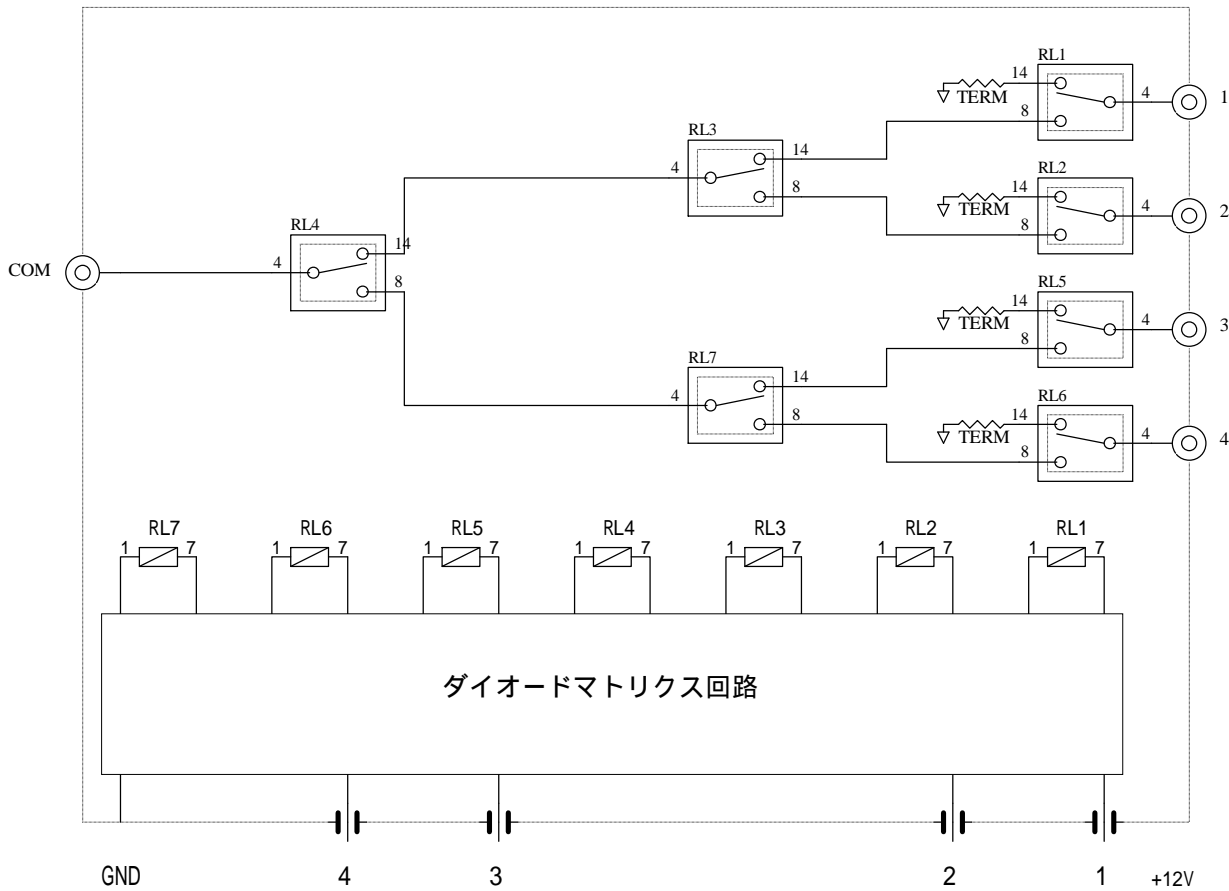 RL1
14
TERM
4
1
8
RL3
14
4
8
RL2
14
TERM
4
2
8
RL4
14
COM
4
8
RL5
14
TERM
4
3
8
RL7
14
4
8
RL6
14
TERM
4
4
8
RL7 RL6 RL5 RL4 RL3 RL2 RL1
1 7 1 7 1 7 1 7 1 7 1 7 1 7
ダイオードマトリクス回路
GND 4 3 2 1 +12V